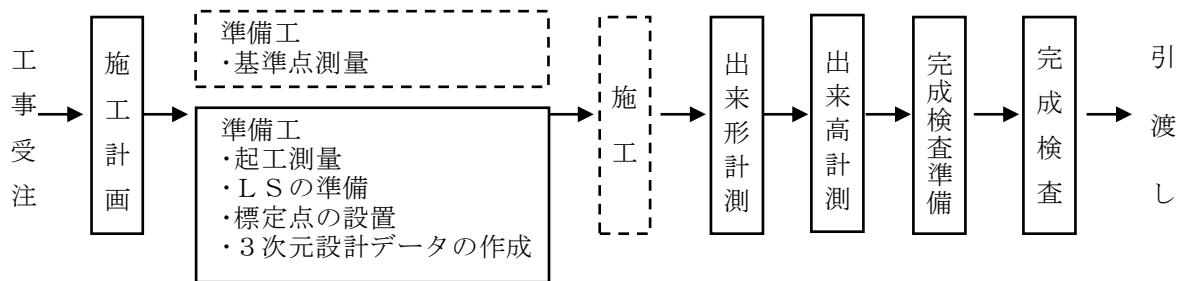 工事受注
施工計画
準備工
・基準点測量
準備工
・起工測量
・LSの準備
・標定点の設置
・3次元設計データの作成
施工
出来形計測
出来高計測
完成検査準備
完成検査
引渡し